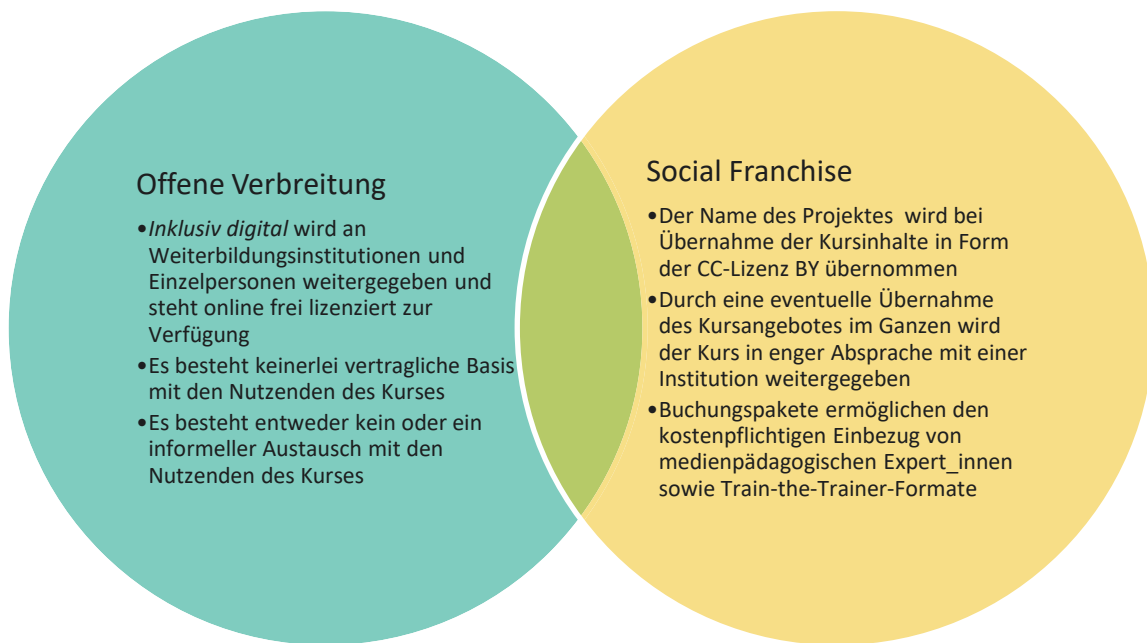 Offene Verbreitung
•Inklusiv digital wird an
Weiterbildungsinstitutionen und
Einzelpersonen weitergegeben und
steht online frei lizenziert zur
Verfügung
•Es besteht keinerlei vertragliche Basis
mit den Nutzenden des Kurses
•Es besteht entweder kein oder ein
informeller Austausch mit den
Nutzenden des Kurses
Social Franchise
•Der Name des Projektes  wird bei
Übernahme der Kursinhalte in Form
der CC-Lizenz BY übernommen
•Durch eine eventuelle Übernahme
des Kursangebotes im Ganzen wird
der Kurs in enger Absprache mit einer
Institution weitergegeben
•Buchungspakete ermöglichen den
kostenpflichtigen Einbezug von
medienpädagogischen Expert_innen
sowie Train-the-Trainer-Formate